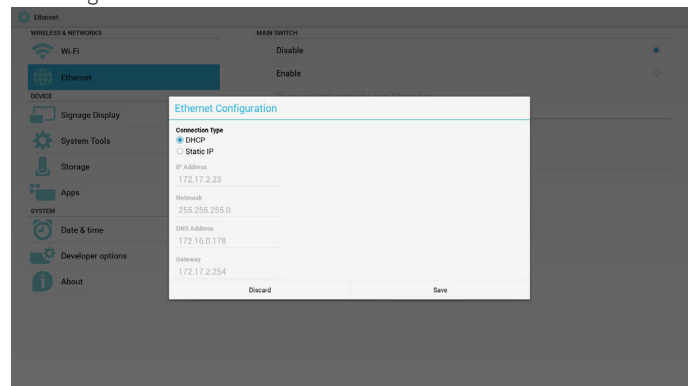 Ethernet
WIRELESS & NETWORKS
MAIN SWITCH
Wi-Fi
Disable
Ethernet
Enable
DEVICE
Signage Display
System Tools
Storage
Apps
SYSTEM
Date & time
Developer options
About
Ethernet Configuration
Connection Type
DHCP
Static IP
IP Address
172.17.2.23
Netmask
255.255.255.0
DNS Address
172.16.0.178
Gateway
172.17.2.254
Discard
Save